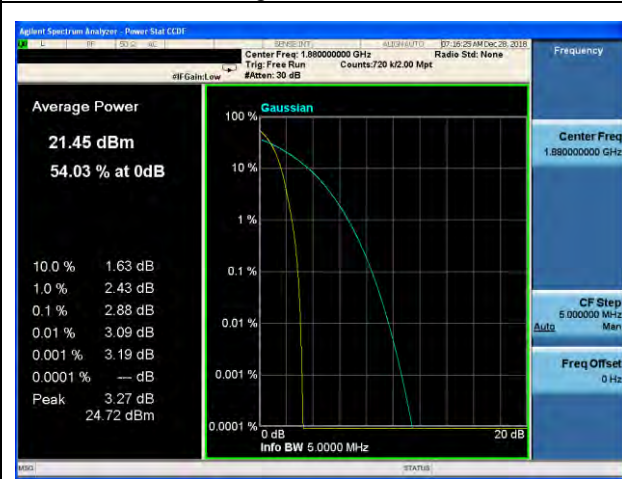 Agilent Spectrum Analyzer - Power Stat CCDF
L RF 50 Ω AC SENSE:INT ALIGN AUTO 07:16:25 AM Dec 28, 2018
Center Freq: 1.880000000 GHz Radio Std: None
Trig: Free Run Counts:720 k/2.00 Mpt
#IFGain:Low #Atten: 30 dB
Frequency
Average Power
21.45 dBm
54.03 % at 0dB
10.0 % 1.63 dB
1.0 % 2.43 dB
0.1 % 2.88 dB
0.01 % 3.09 dB
0.001 % 3.19 dB
0.0001 % --- dB
Peak 3.27 dB
24.72 dBm
Gaussian
100 %
10 %
1 %
0.1 %
0.01 %
0.001 %
0.0001 %
0 dB 20 dB
Info BW 5.0000 MHz
Center Freq
1.880000000 GHz
CF Step
5.000000 MHz
Auto Man
Freq Offset
0 Hz
MSG STATUS